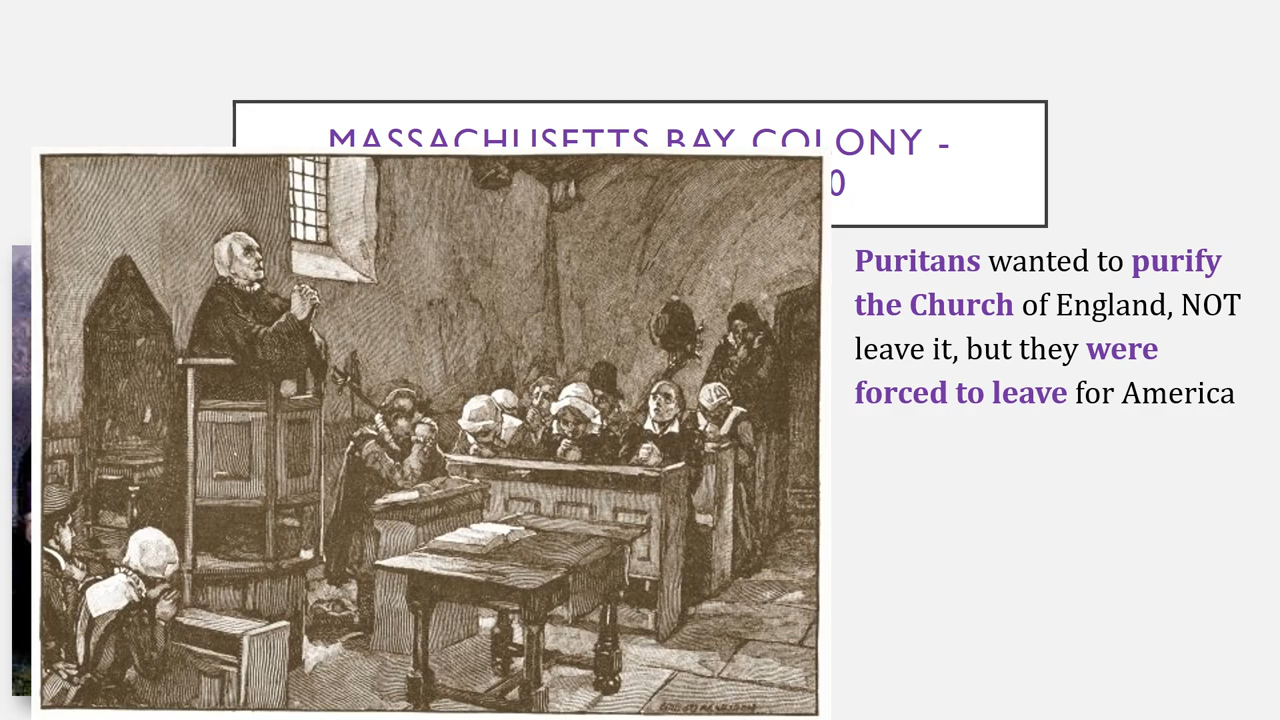 MASSACHUSETTS BAY COLONY -
0
Puritans wanted to purify
the Church of England, NOT
leave it, but they were
forced to leave for America